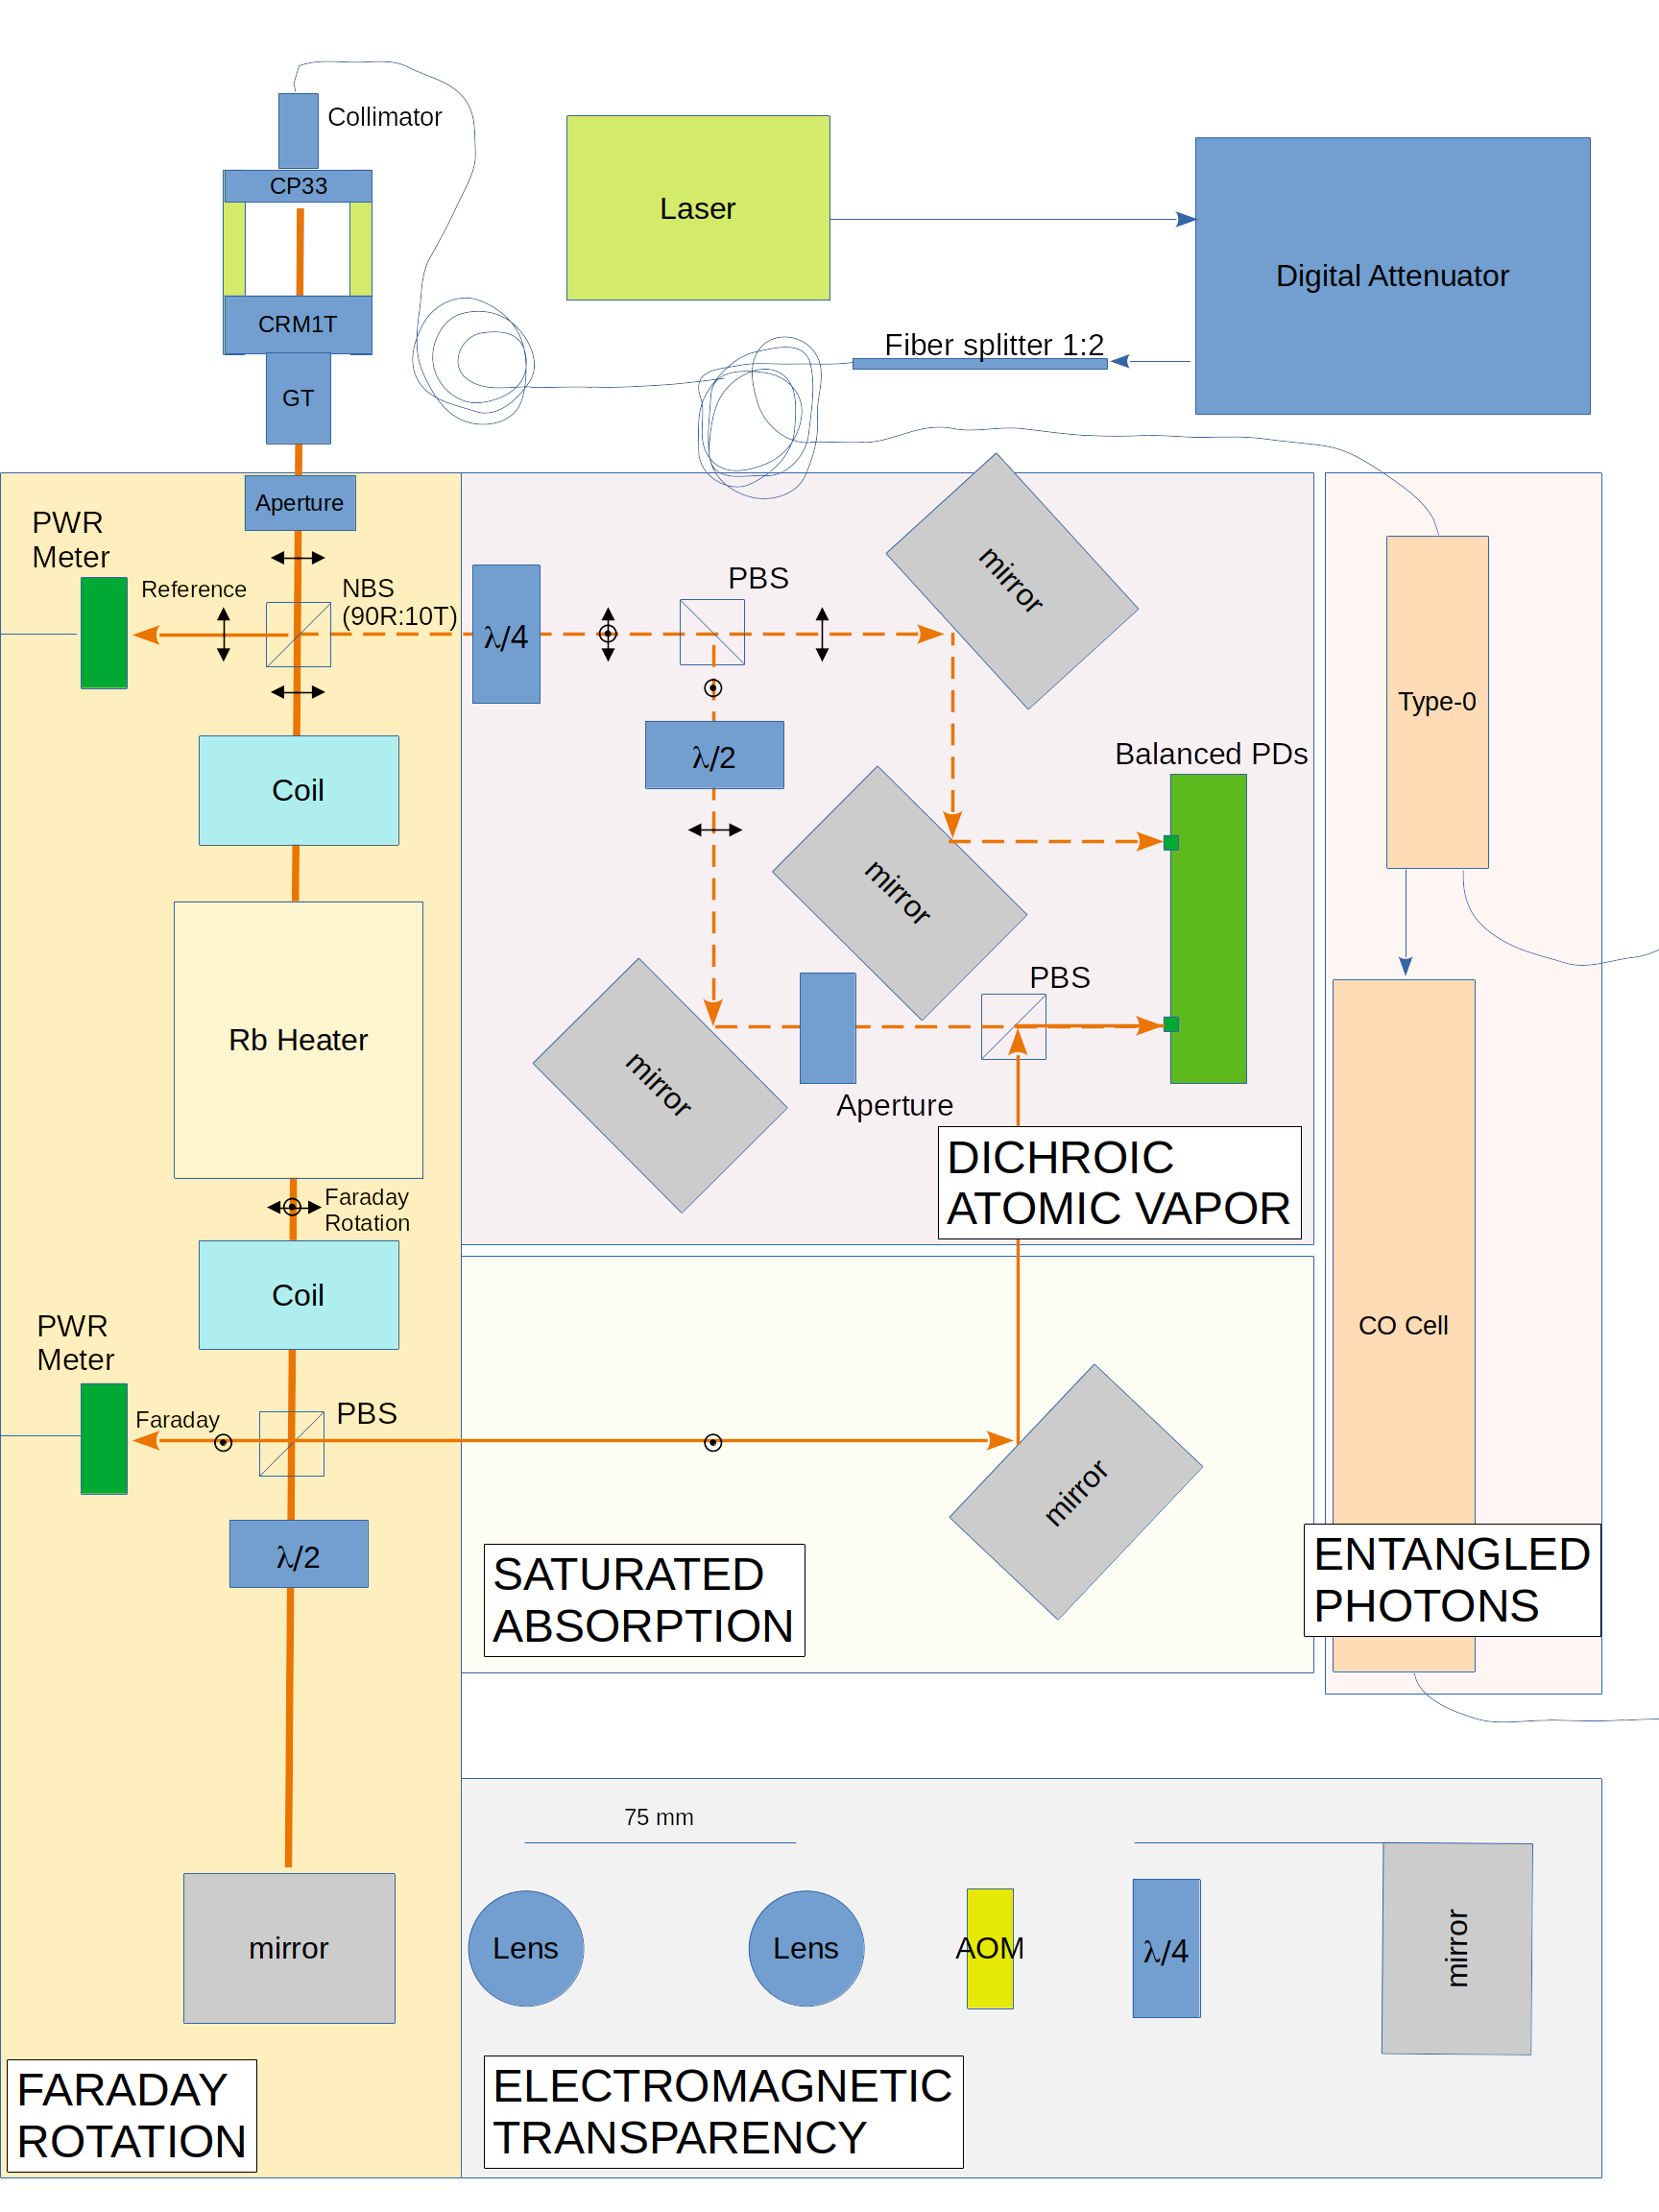 Collimator
CP33
CRM1T
GT
Laser
Digital Attenuator
Fiber splitter 1:2
Aperture
PWR
Meter
Reference
NBS
(90R:10T)
λ/4
PBS
mirror
Type-0
Coil
λ/2
Balanced PDs
mirror
Rb Heater
mirror
PBS
Aperture
DICHROIC
ATOMIC VAPOR
Faraday
Rotation
Coil
CO Cell
PWR
Meter
Faraday
PBS
mirror
λ/2
SATURATED
ABSORPTION
ENTANGLED
PHOTONS
75 mm
mirror
Lens
Lens
AOM
λ/4
mirror
FARADAY
ROTATION
ELECTROMAGNETIC
TRANSPARENCY